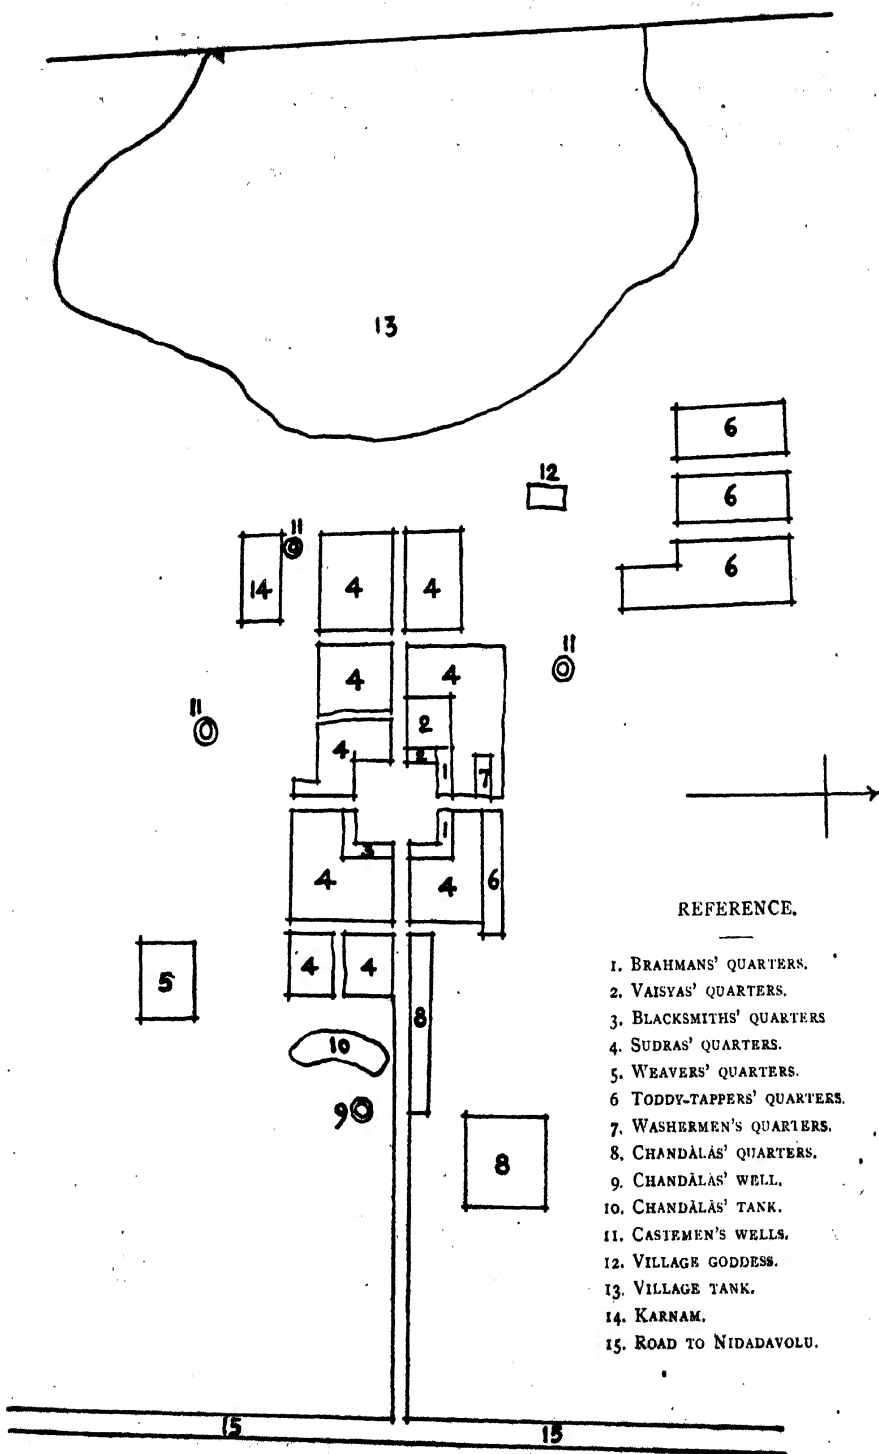 13
6
12
6
11
14
4
4
6
11
4
4
11
2
4
2
1
7
1
3
4
4
6
4
4
5
8
10
9
8
REFERENCE.
1. BRAHMANS' QUARTERS.
2. VAISYAS' QUARTERS.
3. BLACKSMITHS' QUARTERS
4. SUDRAS' QUARTERS.
5. WEAVERS' QUARTERS.
6 TODDY-TAPPERS' QUARTERS.
7. WASHERMEN'S QUARTERS.
8. CHANDÀLÀS' QUARTERS.
9. CHANDÀLÀS' WELL.
10. CHANDÀLÀS' TANK.
11. CASTEMEN'S WELLS.
12. VILLAGE GODDESS.
13. VILLAGE TANK.
14. KARNAM.
15. ROAD TO NIDADAVOLU.
15
15